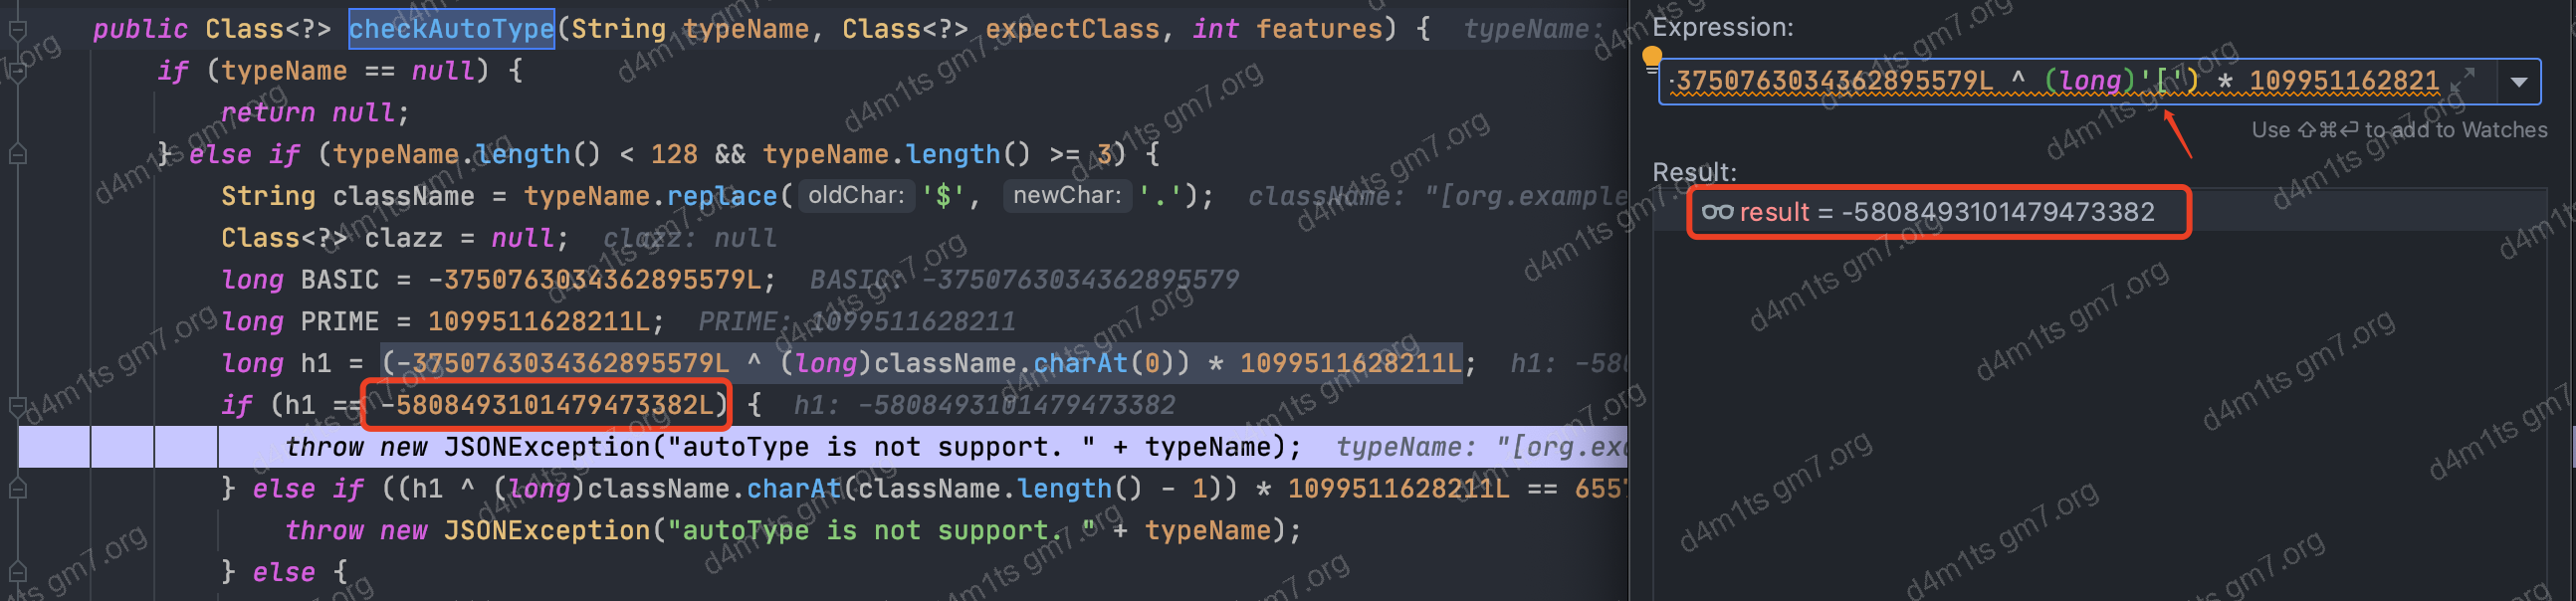 public Class<?> checkAutoType(String typeName, Class<?> expectClass, int features) {  typeName:
if (typeName == null) {
return null;
} else if (typeName.length() < 128 && typeName.length() >= 3) {
String className = typeName.replace( oldChar: '$', newChar: '.');  className: "[org.example
Class<?> clazz = null;  clazz: null
long BASIC = -3750763034362895579L;  BASIC: -3750763034362895579
long PRIME = 1099511628211L;  PRIME: 1099511628211
long h1 = (-3750763034362895579L ^ (long)className.charAt(0)) * 1099511628211L;  h1: -580
if (h1 == -5808493101479473382L) {  h1: -5808493101479473382
throw new JSONException("autoType is not support. " + typeName);  typeName: "[org.exa
} else if ((h1 ^ (long)className.charAt(className.length() - 1)) * 1099511628211L == 655
throw new JSONException("autoType is not support. " + typeName);
} else {
Expression:
-3750763034362895579L ^ (long)'[') * 109951162821
Use ⇧⌘↩ to add to Watches
Result:
result = -5808493101479473382
d4m1ts gm7.org